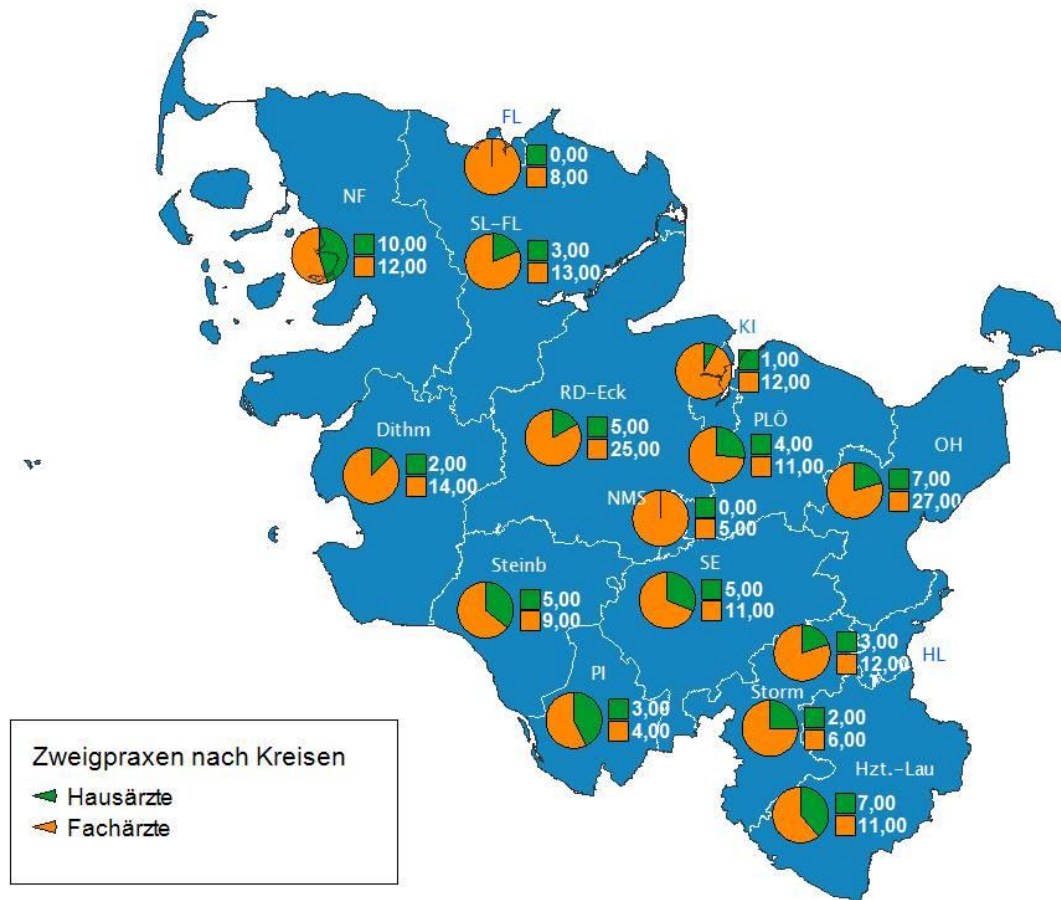 FL
0,00
8,00
NF
10,00
12,00
SL-FL
3,00
13,00
KI
1,00
12,00
RD-Eck
5,00
25,00
PLÖ
4,00
11,00
OH
7,00
27,00
Dithm
2,00
14,00
NMS
0,00
5,00
Steinb
5,00
9,00
SE
5,00
11,00
HL
3,00
12,00
PI
3,00
4,00
Storm
2,00
6,00
Hzt.-Lau
7,00
11,00
Zweigpraxen nach Kreisen
Hausärzte
Fachärzte